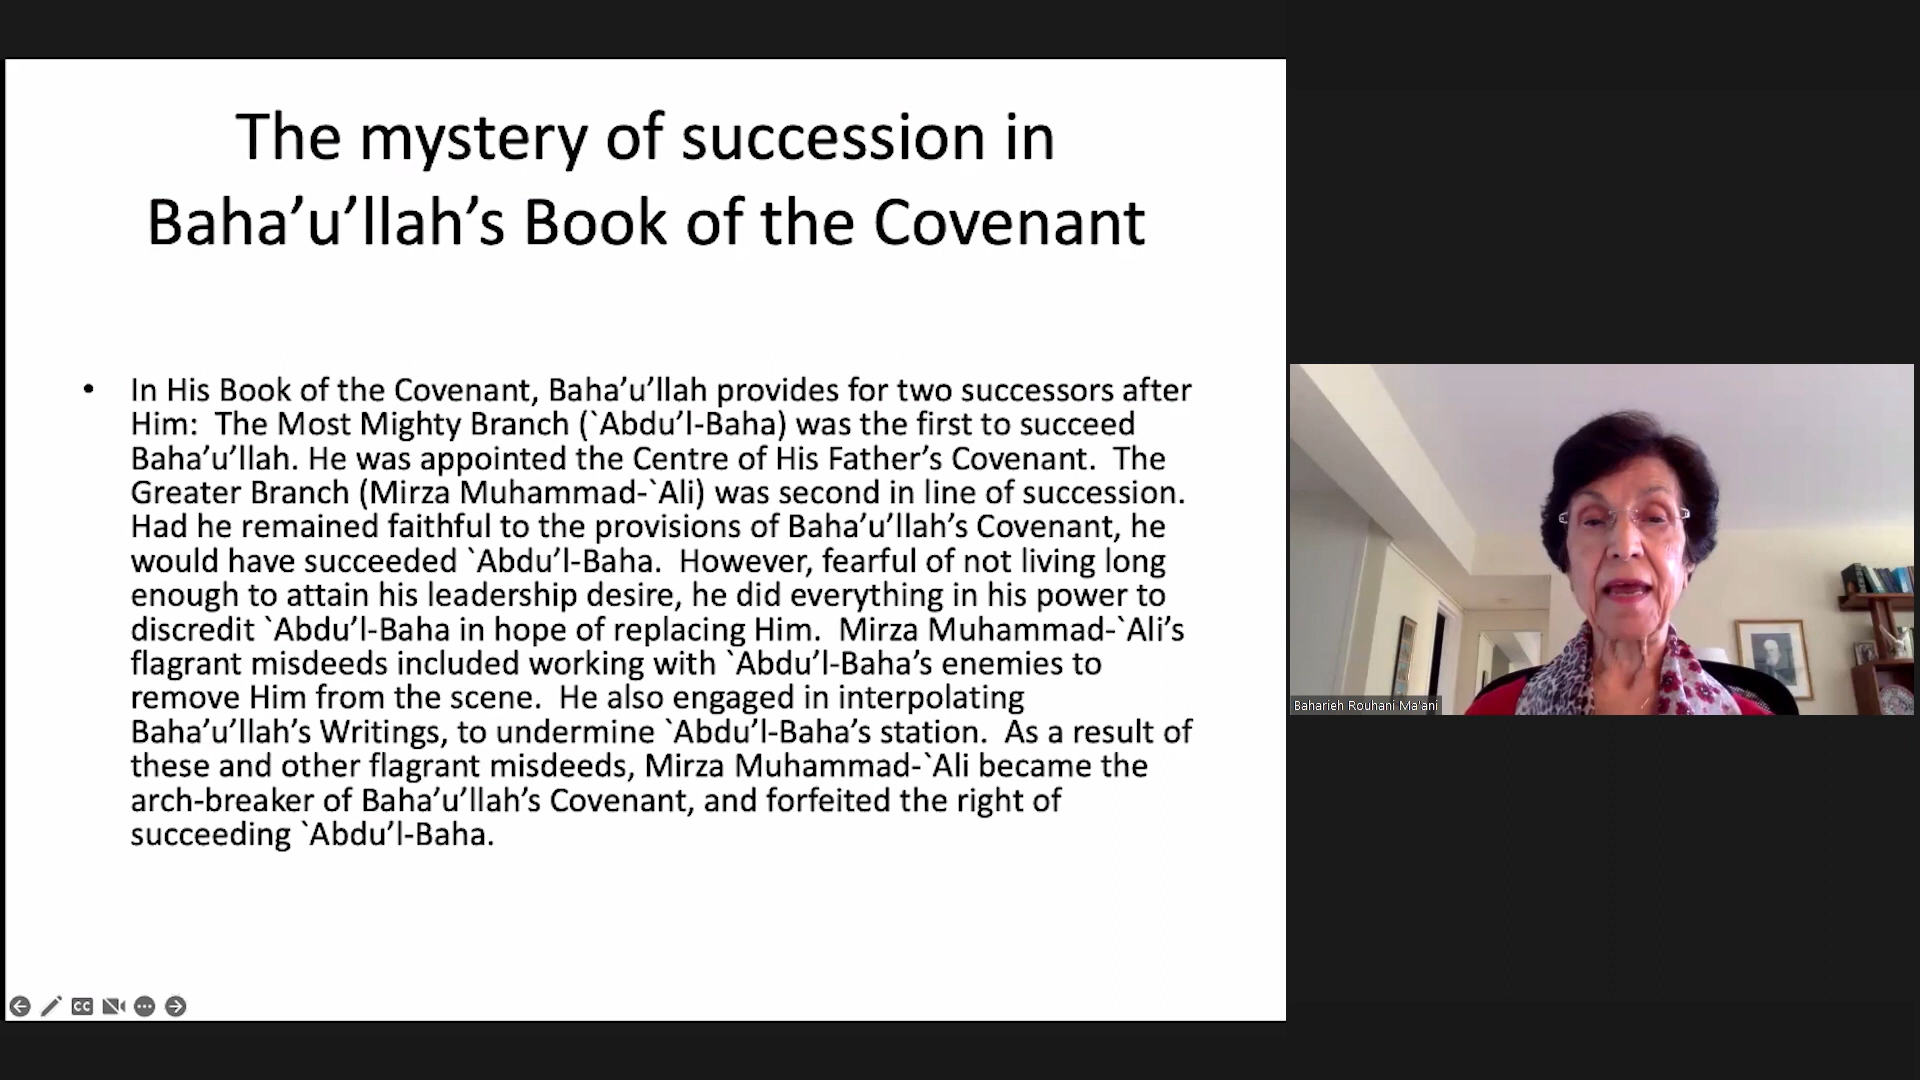 The mystery of succession in
Baha’u’llah’s Book of the Covenant
• In His Book of the Covenant, Baha’u’llah provides for two successors after
Him:  The Most Mighty Branch (`Abdu’l-Baha) was the first to succeed
Baha’u’llah. He was appointed the Centre of His Father’s Covenant.  The
Greater Branch (Mirza Muhammad-`Ali) was second in line of succession.
Had he remained faithful to the provisions of Baha’u’llah’s Covenant, he
would have succeeded `Abdu’l-Baha.  However, fearful of not living long
enough to attain his leadership desire, he did everything in his power to
discredit `Abdu’l-Baha in hope of replacing Him.  Mirza Muhammad-`Ali’s
flagrant misdeeds included working with `Abdu’l-Baha’s enemies to
remove Him from the scene.  He also engaged in interpolating
Baha’u’llah’s Writings, to undermine `Abdu’l-Baha’s station.  As a result of
these and other flagrant misdeeds, Mirza Muhammad-`Ali became the
arch-breaker of Baha’u’llah’s Covenant, and forfeited the right of
succeeding `Abdu’l-Baha.
CC
Baharieh Rouhani Ma'ani